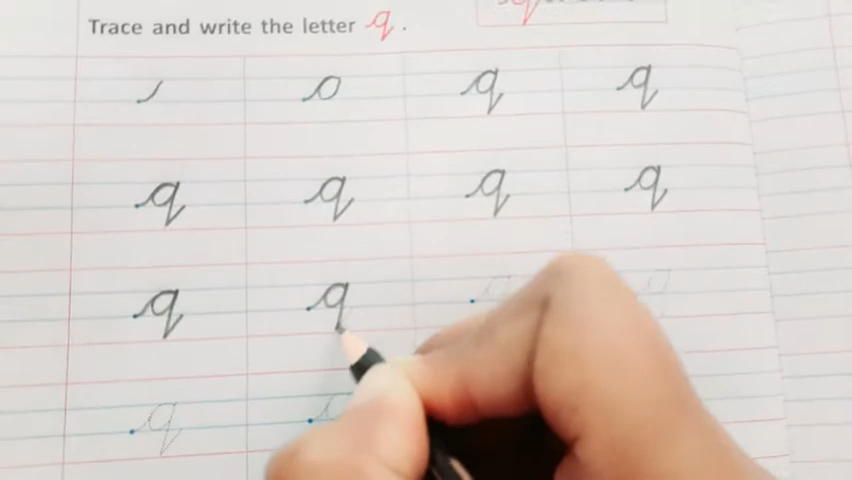 Trace and write the letter q.
q q
q q q q
q q
q